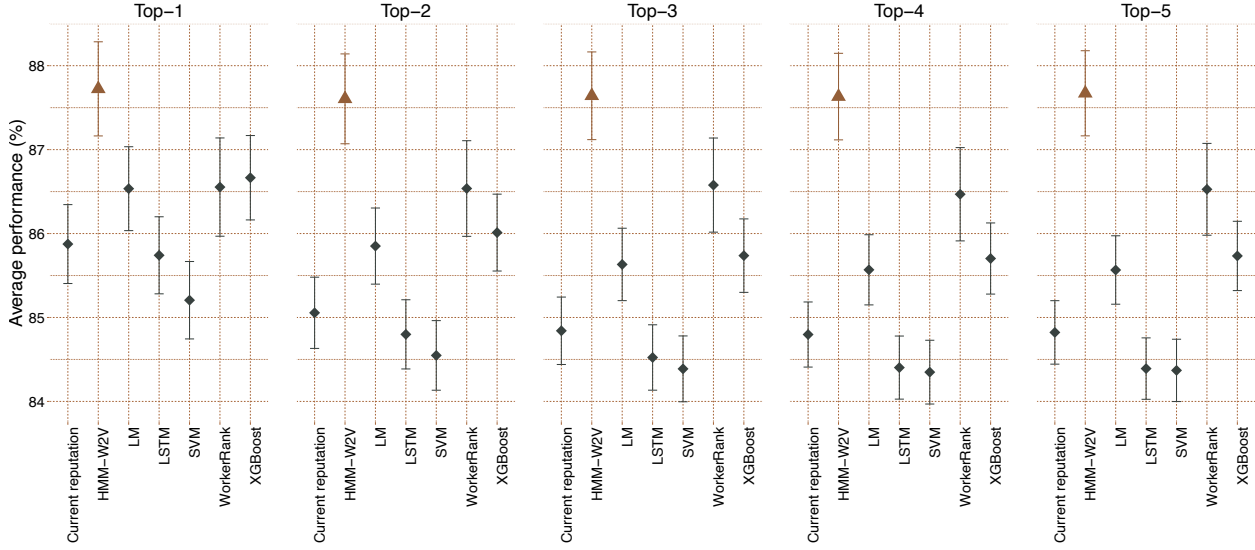 Top−1
Top−2
Top−3
Top−4
Top−5
Average performance (%)
88
87
86
85
84
Current reputation
HMM−W2V
LM
LSTM
SVM
WorkerRank
XGBoost
Current reputation
HMM−W2V
LM
LSTM
SVM
WorkerRank
XGBoost
Current reputation
HMM−W2V
LM
LSTM
SVM
WorkerRank
XGBoost
Current reputation
HMM−W2V
LM
LSTM
SVM
WorkerRank
XGBoost
Current reputation
HMM−W2V
LM
LSTM
SVM
WorkerRank
XGBoost